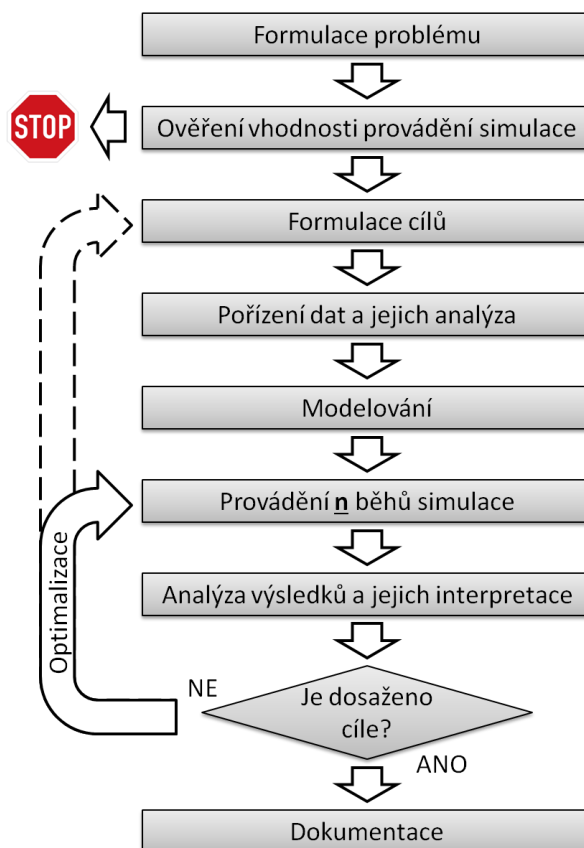 Formulace problému
STOP
Ověření vhodnosti provádění simulace
Formulace cílů
Pořízení dat a jejich analýza
Modelování
Provádění n běhů simulace
Optimalizace
Analýza výsledků a jejich interpretace
NE
Je dosaženo
cíle?
ANO
Dokumentace